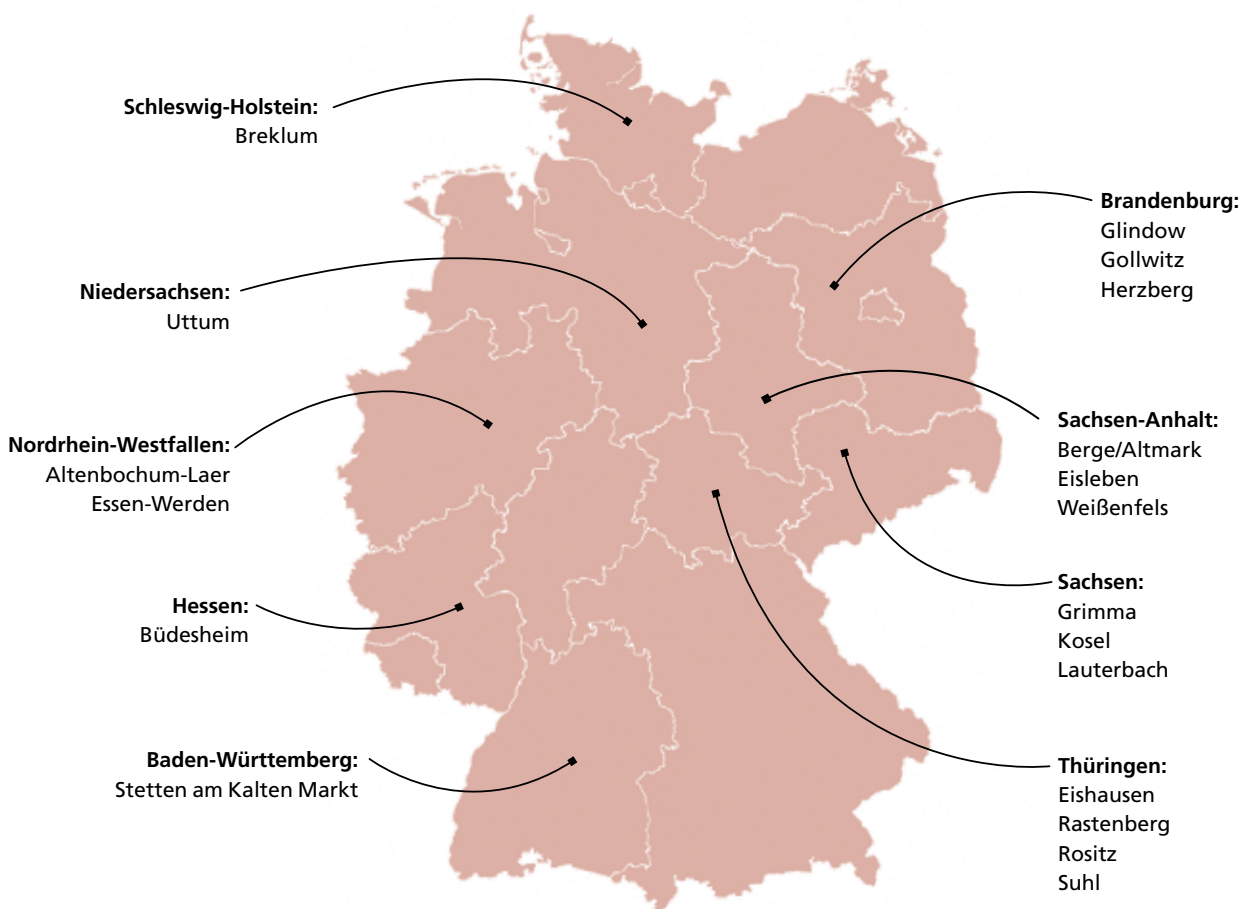 Schleswig-Holstein:
Breklum
Niedersachsen:
Uttum
Nordrhein-Westfallen:
Altenbochum-Laer
Essen-Werden
Hessen:
Büdesheim
Baden-Württemberg:
Stetten am Kalten Markt
Brandenburg:
Glindow
Gollwitz
Herzberg
Sachsen-Anhalt:
Berge/Altmark
Eisleben
Weißenfels
Sachsen:
Grimma
Kosel
Lauterbach
Thüringen:
Eishausen
Rastenberg
Rositz
Suhl